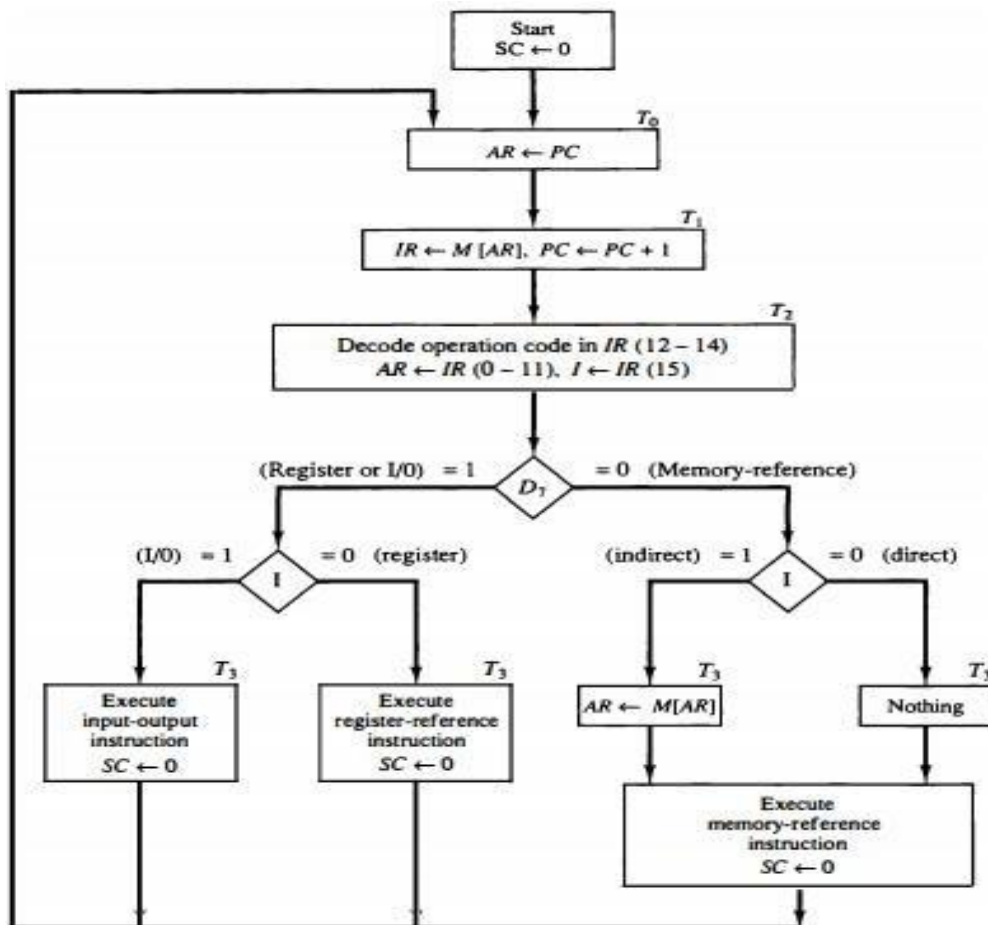 Start
SC ← 0
T₀
AR ← PC
T₁
IR ← M [AR], PC ← PC + 1
T₂
Decode operation code in IR (12 – 14)
AR ← IR (0 – 11), I ← IR (15)
(Register or I/0) = 1
= 0 (Memory-reference)
D₇
(I/0) = 1
= 0 (register)
(indirect) = 1
= 0 (direct)
I
I
T₃
T₃
T₃
T₃
Execute
input-output
instruction
SC ← 0
Execute
register-reference
instruction
SC ← 0
AR ← M[AR]
Nothing
Execute
memory-reference
instruction
SC ← 0